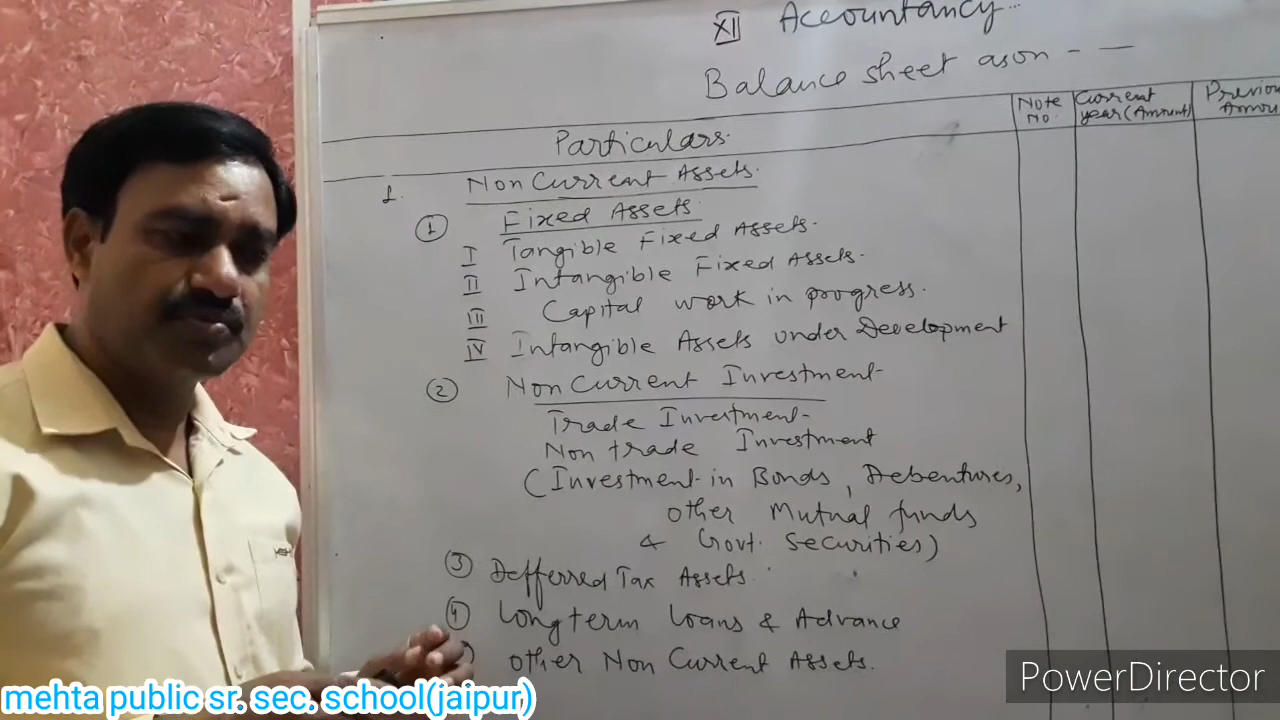 XII Accountancy...
Balance sheet as on - —
Particulars.
Note No.
Current year (Amount)
Previou
Amou
1. Non Current Assets.
① Fixed Assets.
I Tangible Fixed Assets.
II Intangible Fixed Assets.
III Capital work in progress.
IV Intangible Assets under Development
② Non Current Investment
Trade Investment
Non trade Investment
(Investment in Bonds, Debentures,
other Mutual funds
& Govt. Securities)
③ Defferred Tax Assets.
④ Long term Loans & Advance
other Non Current Assets.
PowerDirector
mehta public sr. sec. school(jaipur)